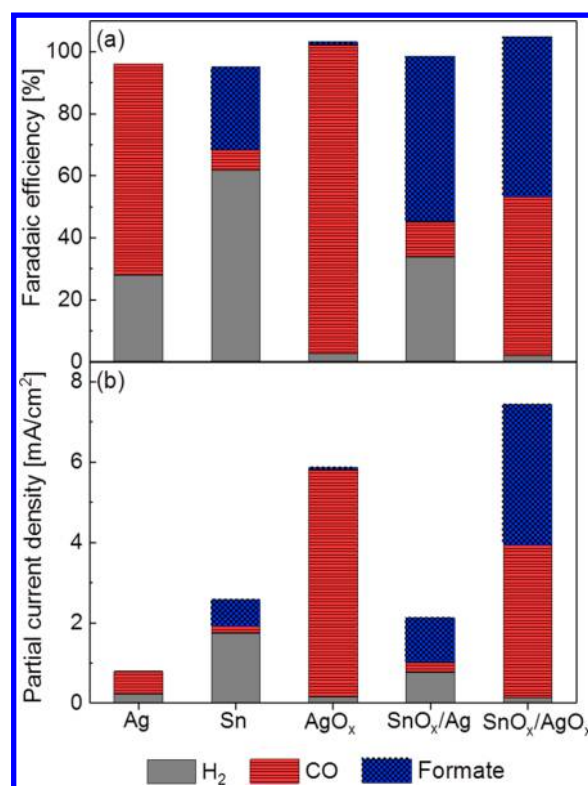 (a)
Faradaic efficiency [%]
100
80
60
40
20
0
(b)
Partial current density [mA/cm²]
8
6
4
2
0
Ag Sn AgOₓ SnOₓ/Ag SnOₓ/AgOₓ
H₂ CO Formate